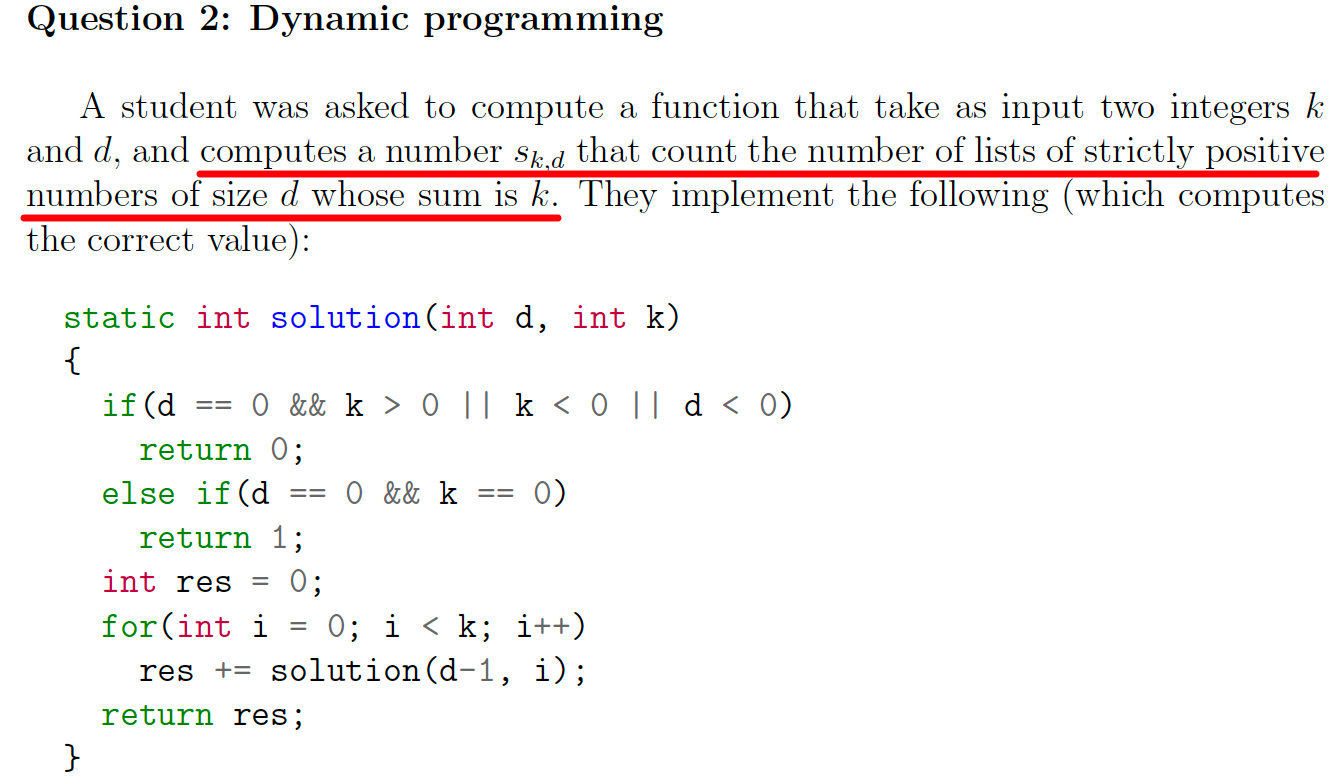 Question 2: Dynamic programming
A student was asked to compute a function that take as input two integers k
and d, and computes a number s_{k,d} that count the number of lists of strictly positive
numbers of size d whose sum is k. They implement the following (which computes
the correct value):
static int solution(int d, int k)
{
  if(d == 0 && k > 0 || k < 0 || d < 0)
    return 0;
  else if(d == 0 && k == 0)
    return 1;
  int res = 0;
  for(int i = 0; i < k; i++)
    res += solution(d-1, i);
  return res;
}